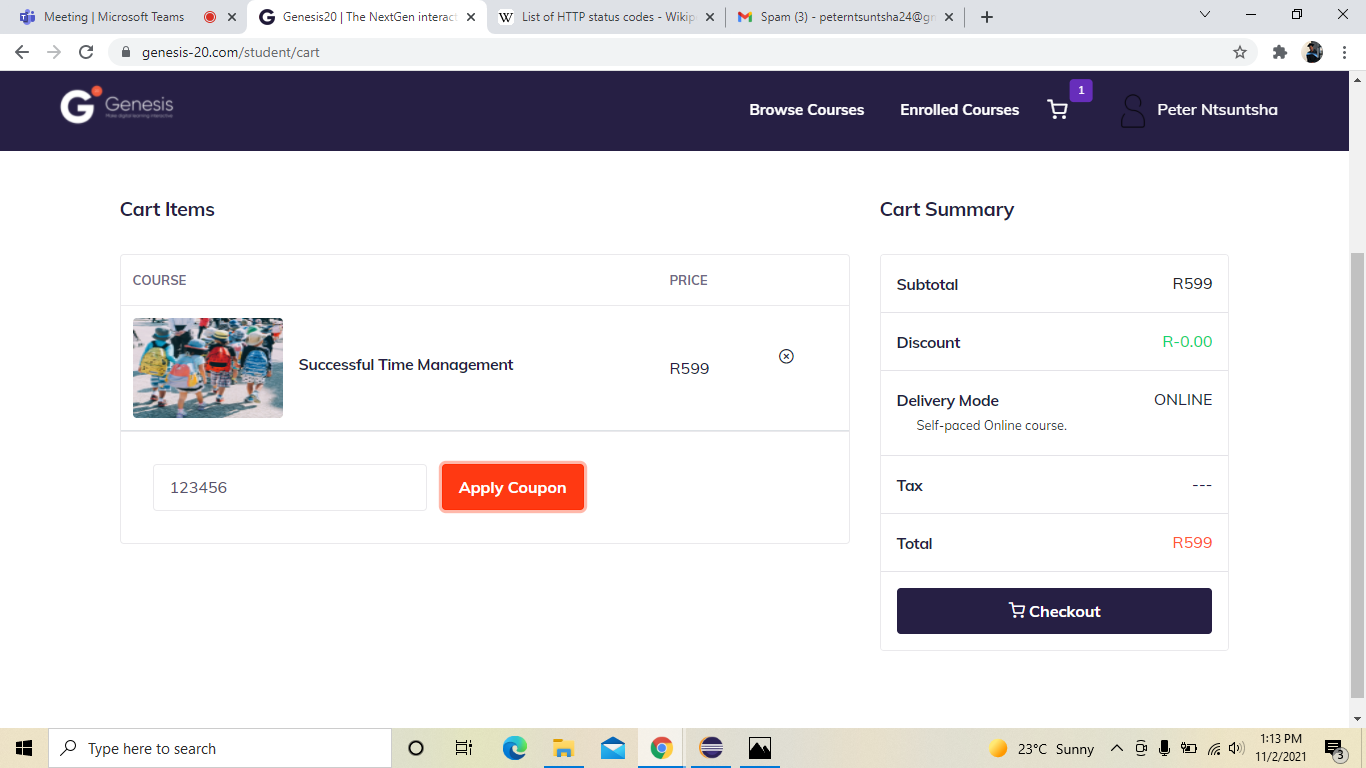 Meeting | Microsoft Teams
Genesis20 | The NextGen interact
List of HTTP status codes - Wikip
Spam (3) - peterntsuntsha24@gm
genesis-20.com/student/cart
Genesis
Make digital learning interactive
Browse Courses
Enrolled Courses
1
Peter Ntsuntsha
Cart Items
COURSE PRICE
Successful Time Management
R599
123456
Apply Coupon
Cart Summary
Subtotal R599
Discount R-0.00
Delivery Mode ONLINE
Self-paced Online course.
Tax ---
Total R599
Checkout
Type here to search
23°C Sunny
1:13 PM
11/2/2021
3